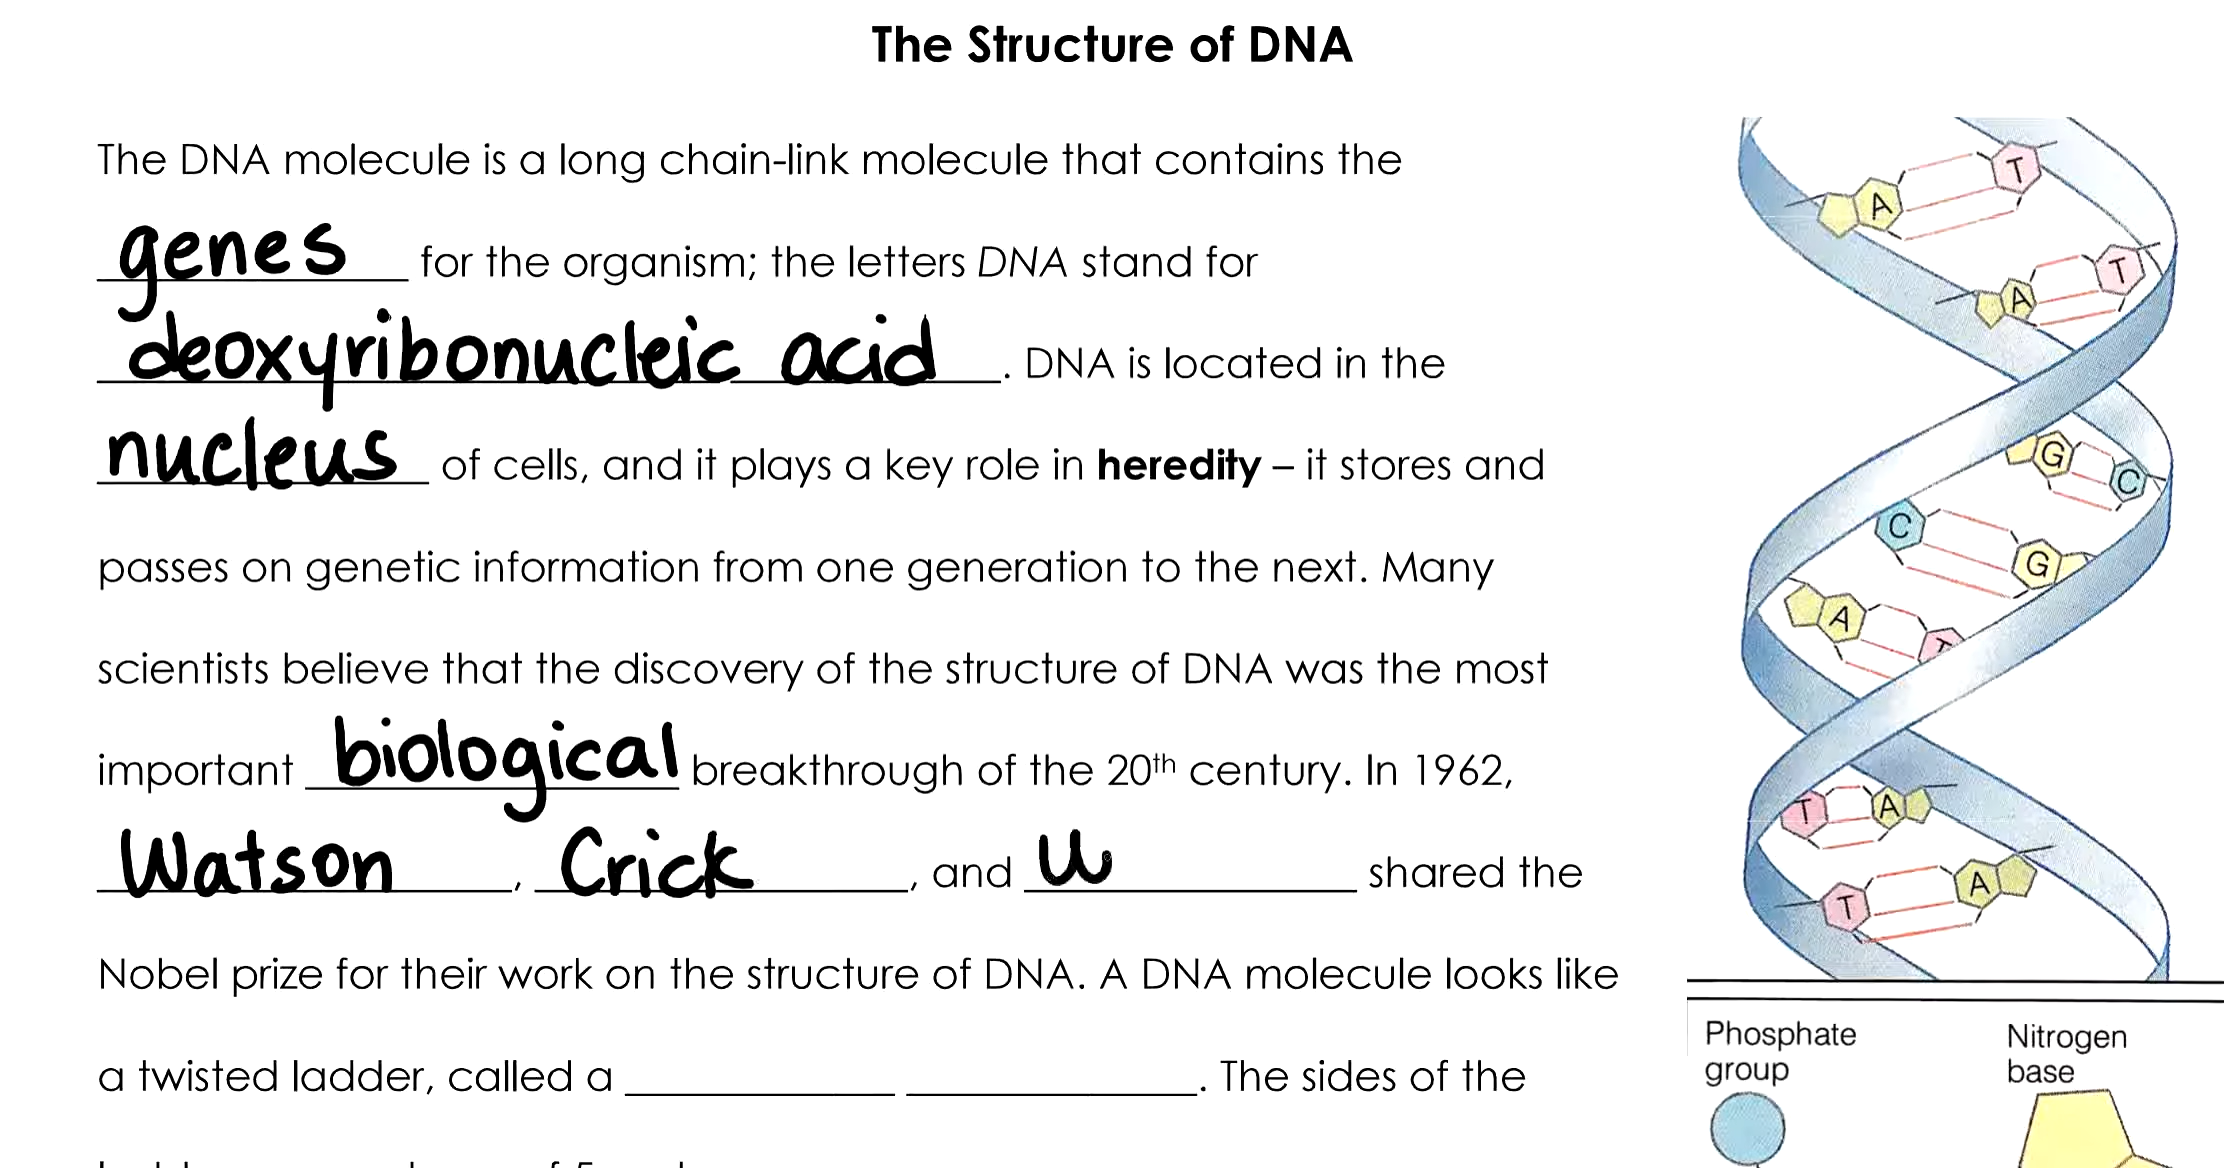 The Structure of DNA
The DNA molecule is a long chain-link molecule that contains the
genes for the organism; the letters DNA stand for
deoxyribonucleic acid. DNA is located in the
nucleus of cells, and it plays a key role in heredity – it stores and
passes on genetic information from one generation to the next. Many
scientists believe that the discovery of the structure of DNA was the most
important biological breakthrough of the 20th century. In 1962,
Watson, Crick, and W shared the
Nobel prize for their work on the structure of DNA. A DNA molecule looks like
a twisted ladder, called a ____________ ____________. The sides of the
A T
A T
G C
C G
A T
T A
T A
Phosphate group
Nitrogen base